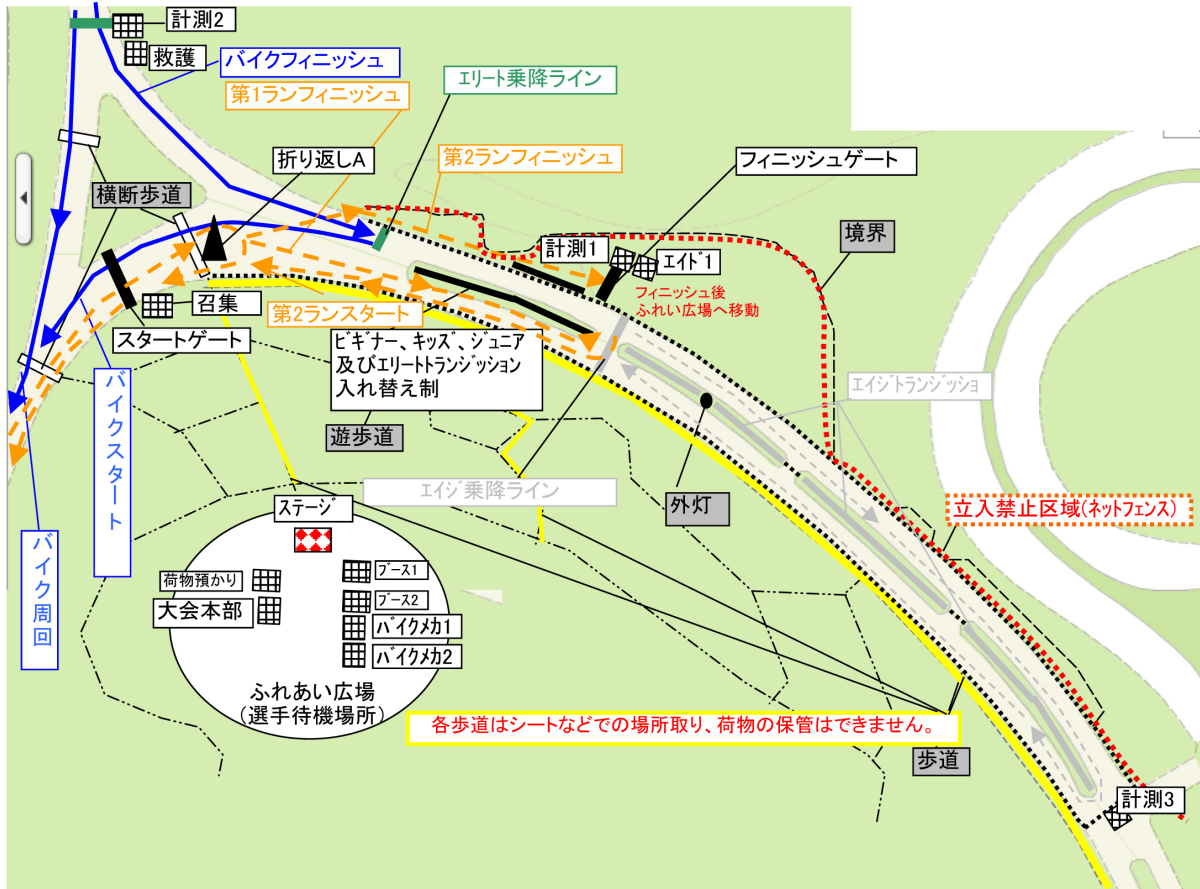 計測2
救護
バイクフィニッシュ
エリート乗降ライン
第1ランフィニッシュ
折り返しA
第2ランフィニッシュ
フィニッシュゲート
横断歩道
境界
計測1
エイド1
召集
フィニッシュ後
ふれい広場へ移動
第2ランスタート
スタートゲート
ビギナー、キッズ、ジュニア
及びエリートトランジッション
入れ替え制
エイジトランジッショ
バイクスタート
遊歩道
エイジ乗降ライン
外灯
ステージ
立入禁止区域(ネットフェンス)
バイク周回
荷物預かり
ブース1
大会本部
ブース2
バイクメカ1
バイクメカ2
ふれあい広場
(選手待機場所)
各歩道はシートなどでの場所取り、荷物の保管はできません。
歩道
計測3